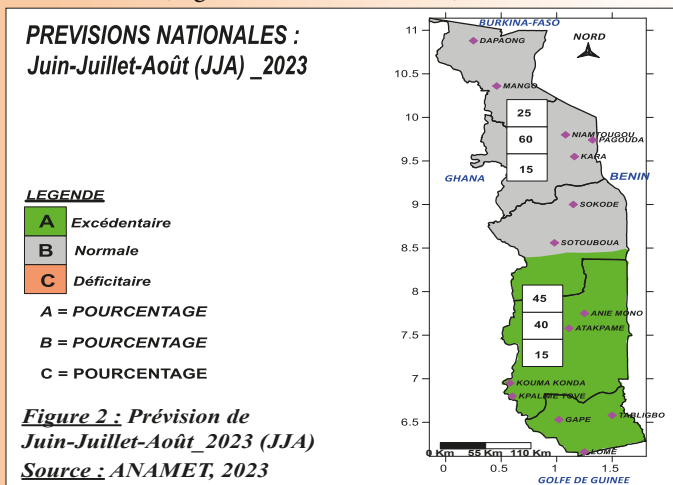 PREVISIONS NATIONALES :
Juin-Juillet-Août (JJA) _2023
LEGENDE
A Excédentaire
B Normale
C Déficitaire
A = POURCENTAGE
B = POURCENTAGE
C = POURCENTAGE
Figure 2 : Prévision de
Juin-Juillet-Août_2023 (JJA)
Source : ANAMET, 2023
BURKINA-FASO
NORD
11
10.5
10
9.5
9
8.5
8
7.5
7
6.5
DAPAONG
MANGO
25
60
15
NIAMTOUGOU
PAGOUDA
KARA
GHANA
BENIN
SOKODE
SOTOUBOUA
45
40
15
ANIE MONO
ATAKPAME
KOUMA KONDA
KPALIME TOVE
GAPE
TABLIGBO
LOME
0 Km 55 Km 110 Km
0 0.5 1 1.5
GOLFE DE GUINEE